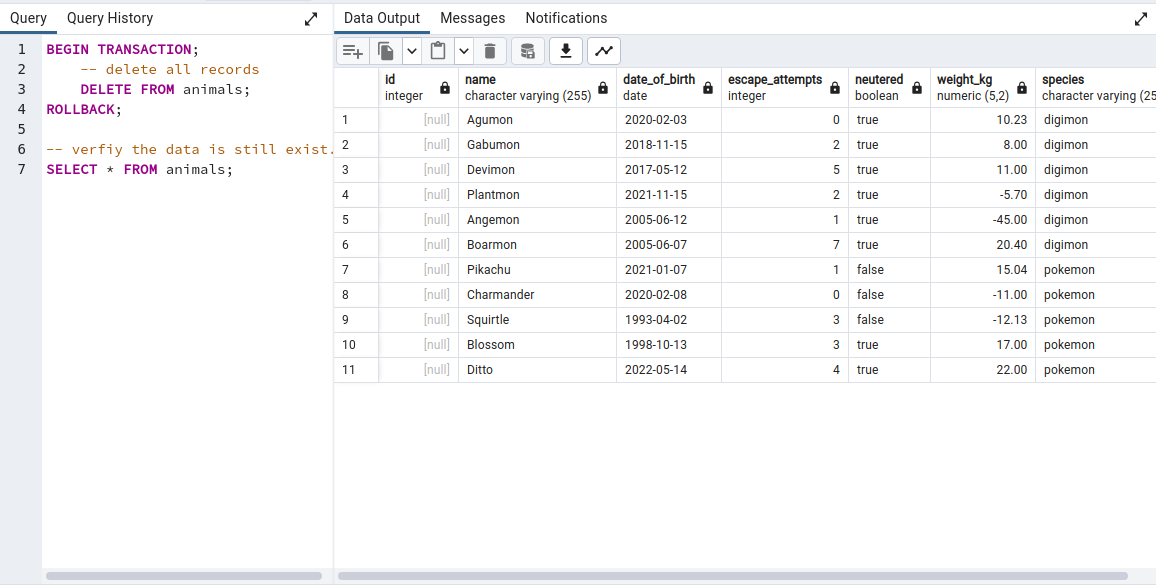 Query Query History
1 BEGIN TRANSACTION;
2 -- delete all records
3 DELETE FROM animals;
4 ROLLBACK;
5
6 -- verfiy the data is still exist.
7 SELECT * FROM animals;
Data Output Messages Notifications
id name date_of_birth escape_attempts neutered weight_kg species
integer character varying (255) date integer boolean numeric (5,2) character varying (25
1 [null] Agumon 2020-02-03 0 true 10.23 digimon
2 [null] Gabumon 2018-11-15 2 true 8.00 digimon
3 [null] Devimon 2017-05-12 5 true 11.00 digimon
4 [null] Plantmon 2021-11-15 2 true -5.70 digimon
5 [null] Angemon 2005-06-12 1 true -45.00 digimon
6 [null] Boarmon 2005-06-07 7 true 20.40 digimon
7 [null] Pikachu 2021-01-07 1 false 15.04 pokemon
8 [null] Charmander 2020-02-08 0 false -11.00 pokemon
9 [null] Squirtle 1993-04-02 3 false -12.13 pokemon
10 [null] Blossom 1998-10-13 3 true 17.00 pokemon
11 [null] Ditto 2022-05-14 4 true 22.00 pokemon